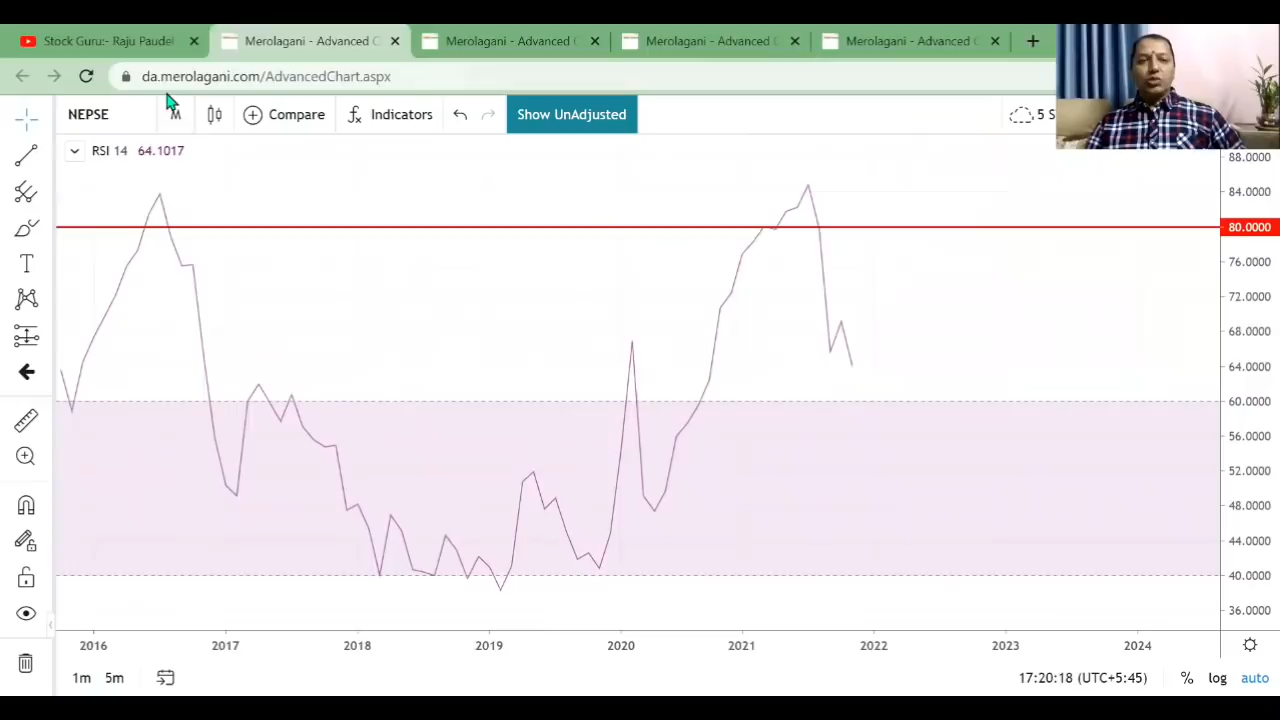 Stock Guru:- Raju Paudel
Merolagani - Advanced C
Merolagani - Advanced C
Merolagani - Advanced C
Merolagani - Advanced C
da.merolagani.com/AdvancedChart.aspx
NEPSE
M
Compare
Indicators
Show UnAdjusted
5 S
RSI 14 64.1017
88.0000
84.0000
80.0000
76.0000
72.0000
68.0000
64.0000
60.0000
56.0000
52.0000
48.0000
44.0000
40.0000
36.0000
2016 2017 2018 2019 2020 2021 2022 2023 2024
1m 5m
17:20:18 (UTC+5:45)
% log auto